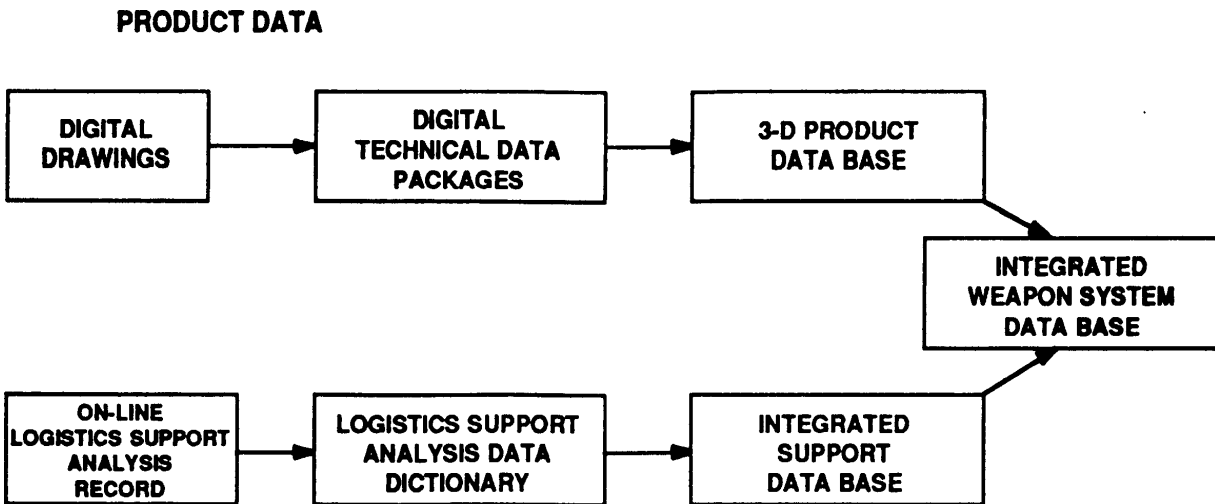 PRODUCT DATA
DIGITAL
DRAWINGS
DIGITAL
TECHNICAL DATA
PACKAGES
3-D PRODUCT
DATA BASE
INTEGRATED
WEAPON SYSTEM
DATA BASE
ON-LINE
LOGISTICS SUPPORT
ANALYSIS
RECORD
LOGISTICS SUPPORT
ANALYSIS DATA
DICTIONARY
INTEGRATED
SUPPORT
DATA BASE